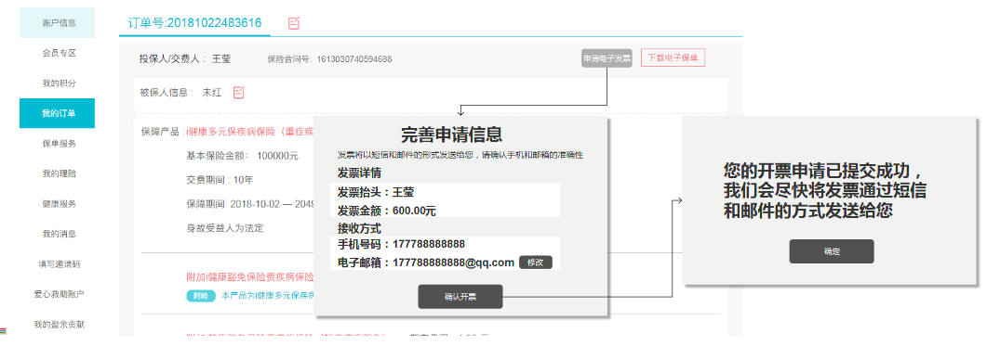 账户信息
会员专区
我的积分
我的订单
保单服务
我的理赔
健康服务
我的消息
填写邀请码
爱心救助账户
我的盈余贡献
订单号:20181022483616
投保人/交费人： 王莹
保险合同号: 1613030740594688
申请电子发票
下载电子保单
被保人信息： 未红
保障产品：i健康多元保疾病保险（重症疾
基本保险金额： 100000元
交费期间：10年
保障期间: 2018-10-02 — 2049
身故受益人为法定
附加i健康豁免保险费疾病保险
附险
本产品为i健康多元保疾病
完善申请信息
发票将以短信和邮件的形式发送给您，请确认手机和邮箱的准确性
发票详情
发票抬头：王莹
发票金额：600.00元
接收方式
手机号码：177788888888
电子邮箱：177788888888@qq.com
修改
确认开票
您的开票申请已提交成功，
我们会尽快将发票通过短信
和邮件的方式发送给您
确定